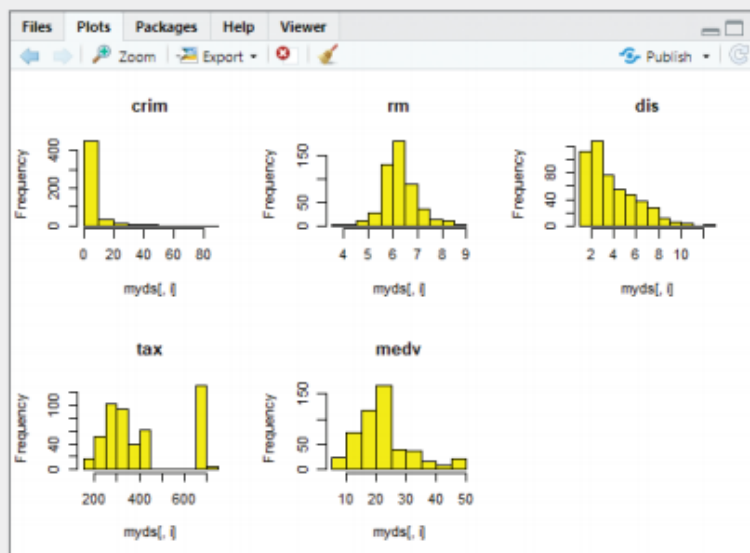 Files Plots Packages Help Viewer
Zoom Export Publish
crim
Frequency
0 200 400
0 20 40 60 80
myds[, i]
rm
Frequency
0 50 150
4 5 6 7 8 9
myds[, i]
dis
Frequency
0 40 80
2 4 6 8 10
myds[, i]
tax
Frequency
0 40 100
200 400 600
myds[, i]
medv
Frequency
0 50 150
10 20 30 40 50
myds[, i]